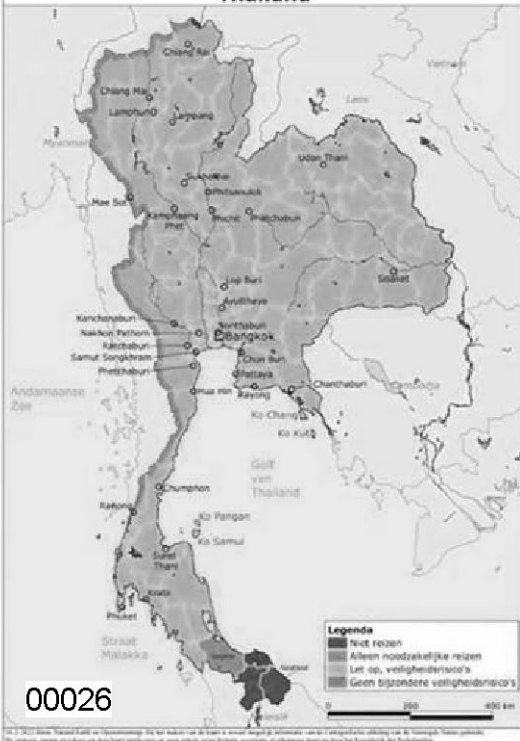 Thailand
Chiang Rai
Chiang Mai
Lamphun
Lampang
Vietnam
Laos
Myanmar
Udon Thani
Phitsanulok
Mae Sot
Kamphaeng
Phet
Phichit
Phetchabun
Lop Buri
Ayutthaya
Sisaket
Kanchanaburi
Nakhon Pathom
Nonthaburi
Bangkok
Ratchaburi
Samut Songkhram
Chon Buri
Phetchaburi
Pattaya
Chanthaburi
Cambodja
Rayong
Andamaanse
Zee
Hua Hin
Ko Chang
Ko Kut
Golf
van
Thailand
Chumphon
Ranong
Ko Pangan
Ko Samui
Surat
Thani
Krabi
Phuket
Straat
Malakka
Legenda
Niet reizen
Alleen noodzakelijke reizen
Let op, veiligheidsrisico's
Geen bijzondere veiligheidsrisico's
0 200 400 km
00026